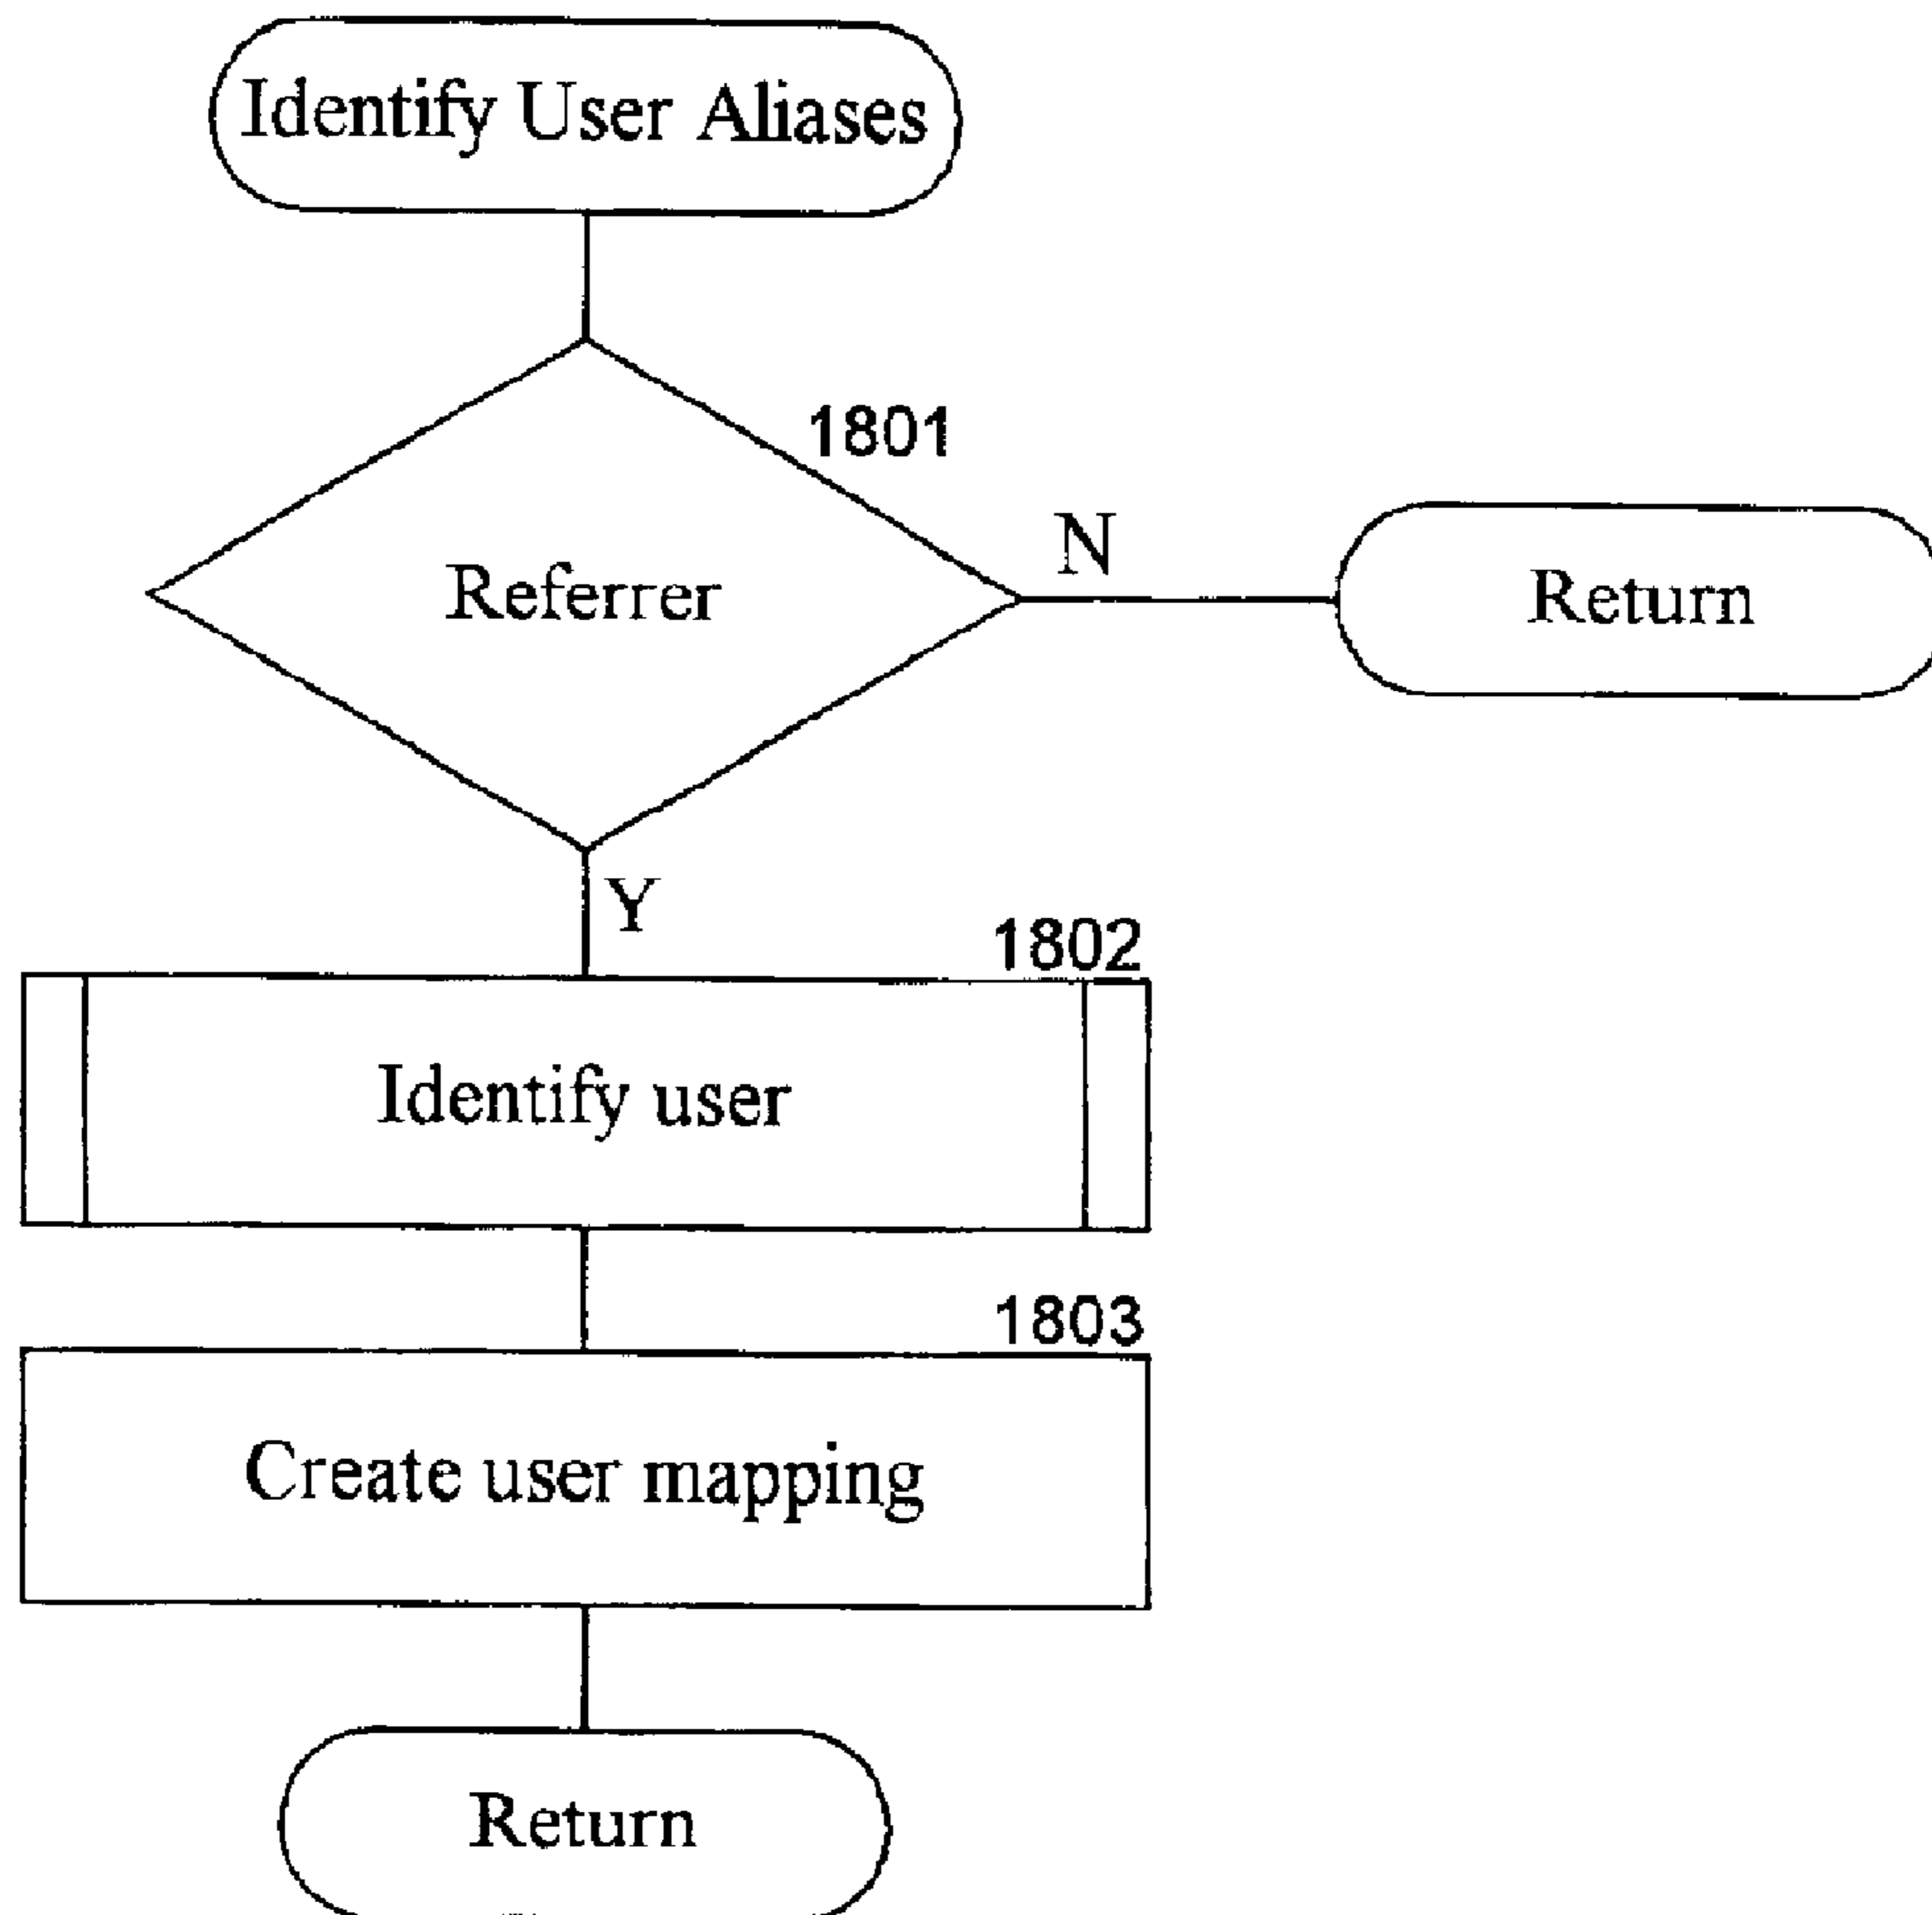 Identify User Aliases
1801
Referrer
N
Return
Y
1802
Identify user
1803
Create user mapping
Return